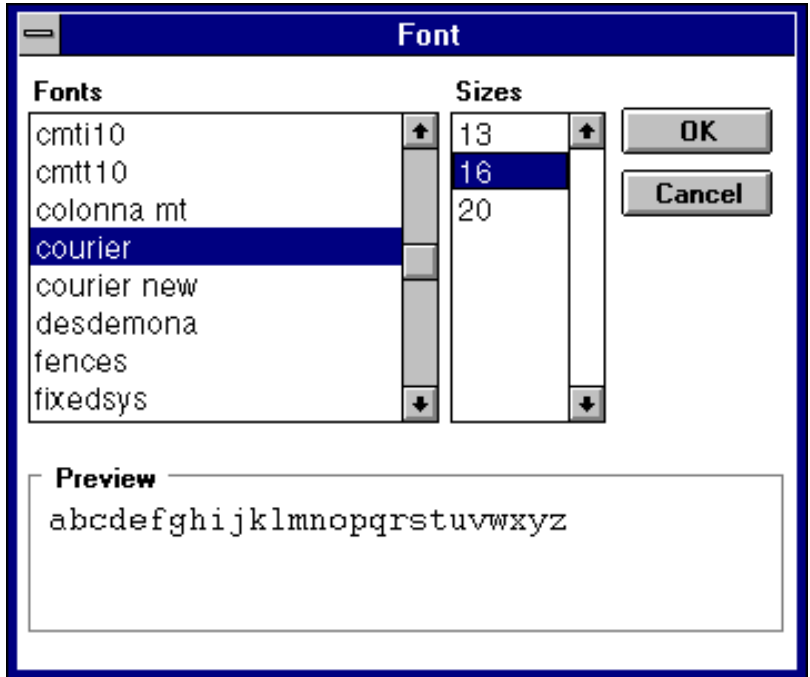 Font
Fonts
cmti10
cmtt10
colonna mt
courier
courier new
desdemona
fences
fixedsys
Sizes
13
16
20
OK
Cancel
Preview
abcdefghijklmnopqrstuvwxyz